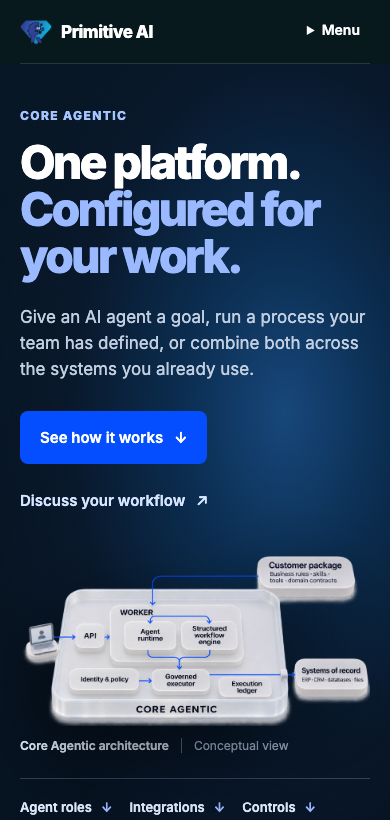 Primitive AI
Menu
CORE AGENTIC
One platform.
Configured for
your work.
Give an AI agent a goal, run a process your
team has defined, or combine both across
the systems you already use.
See how it works ↓
Discuss your workflow ↗
Customer package
Business rules · skills ·
tools · domain contracts
WORKER
API
Agent
runtime
Structured
workflow
engine
Identity & policy
Governed
executor
Execution
ledger
Systems of record
ERP · CRM · databases · files
CORE AGENTIC
Core Agentic architecture | Conceptual view
Agent roles ↓ Integrations ↓ Controls ↓